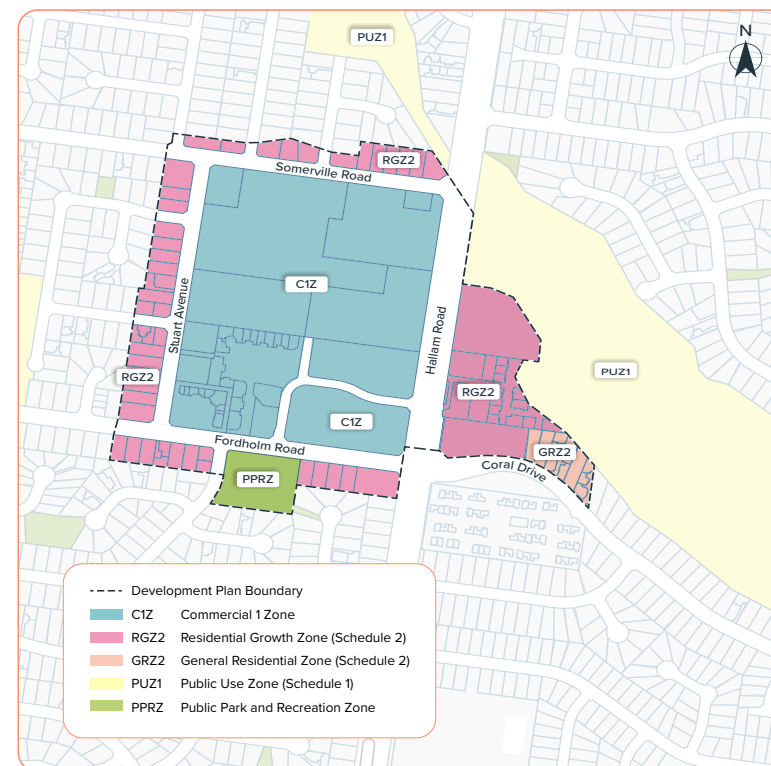 PUZ1
N
RGZ2
Somerville Road
C1Z
Stuart Avenue
Hallam Road
PUZ1
RGZ2
RGZ2
C1Z
Fordholm Road
GRZ2
Coral Drive
PPRZ
Development Plan Boundary
C1Z Commercial 1 Zone
RGZ2 Residential Growth Zone (Schedule 2)
GRZ2 General Residential Zone (Schedule 2)
PUZ1 Public Use Zone (Schedule 1)
PPRZ Public Park and Recreation Zone